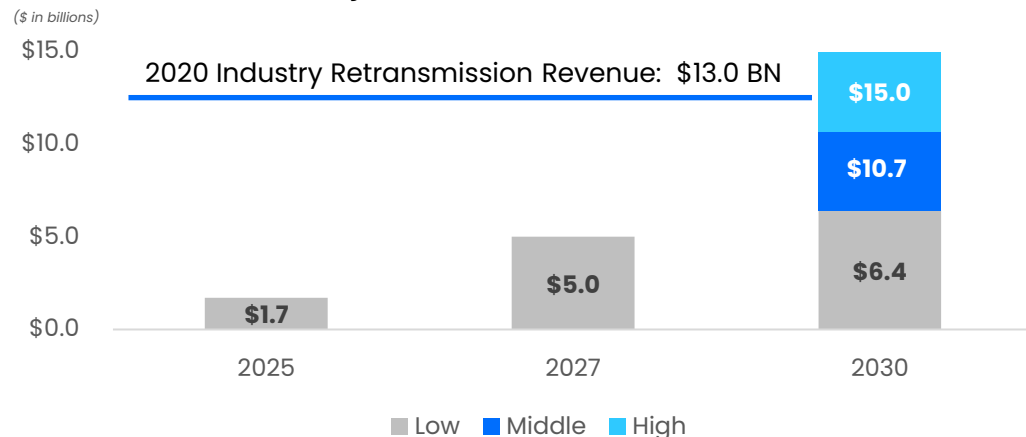 ($ in billions)
$15.0
2020 Industry Retransmission Revenue: $13.0 BN
$15.0
$10.0
$10.7
$5.0
$6.4
$5.0
$1.7
$0.0
2025
2027
2030
Low
Middle
High